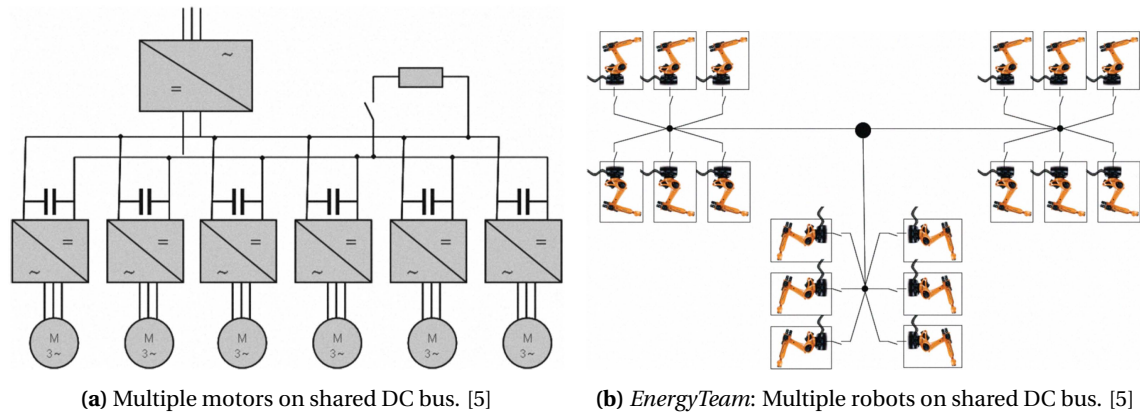 ~
=
= = = = = =
~ ~ ~ ~ ~ ~
M M M M M M
3~ 3~ 3~ 3~ 3~ 3~
(a) Multiple motors on shared DC bus. [5]
(b) EnergyTeam: Multiple robots on shared DC bus. [5]